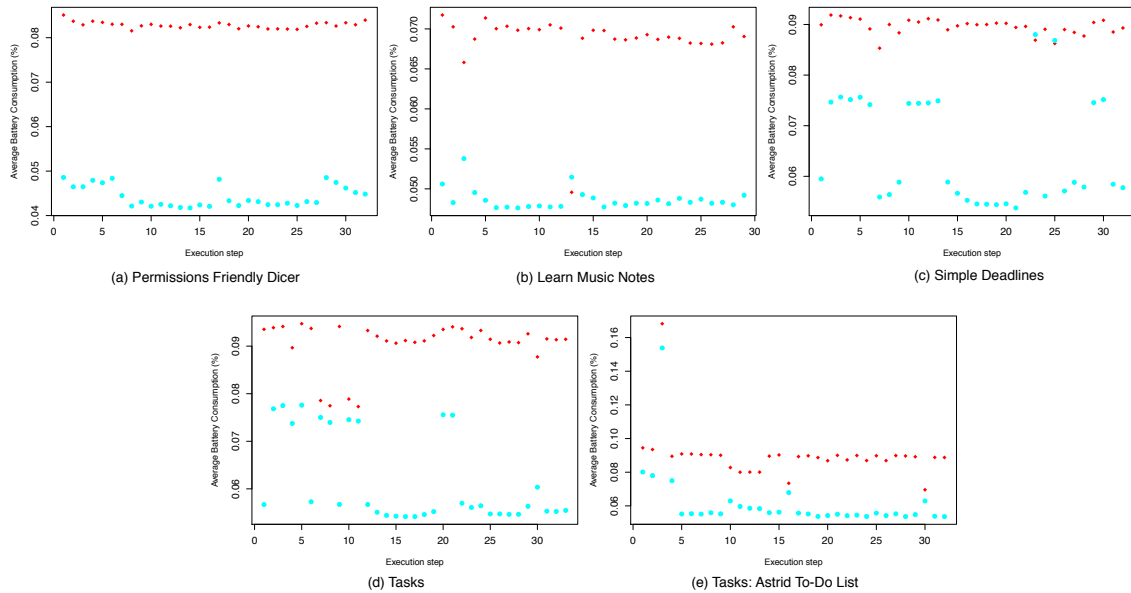 Average Battery Consumption (%)
0.04 0.05 0.06 0.07 0.08
0 5 10 15 20 25 30
Execution step
(a) Permissions Friendly Dicer
Average Battery Consumption (%)
0.050 0.055 0.060 0.065 0.070
0 5 10 15 20 25 30
Execution step
(b) Learn Music Notes
Average Battery Consumption (%)
0.06 0.07 0.08 0.09
0 5 10 15 20 25 30
Execution step
(c) Simple Deadlines
Average Battery Consumption (%)
0.06 0.07 0.08 0.09
0 5 10 15 20 25 30
Execution step
(d) Tasks
Average Battery Consumption (%)
0.06 0.08 0.10 0.12 0.14 0.16
0 5 10 15 20 25 30
Execution step
(e) Tasks: Astrid To-Do List